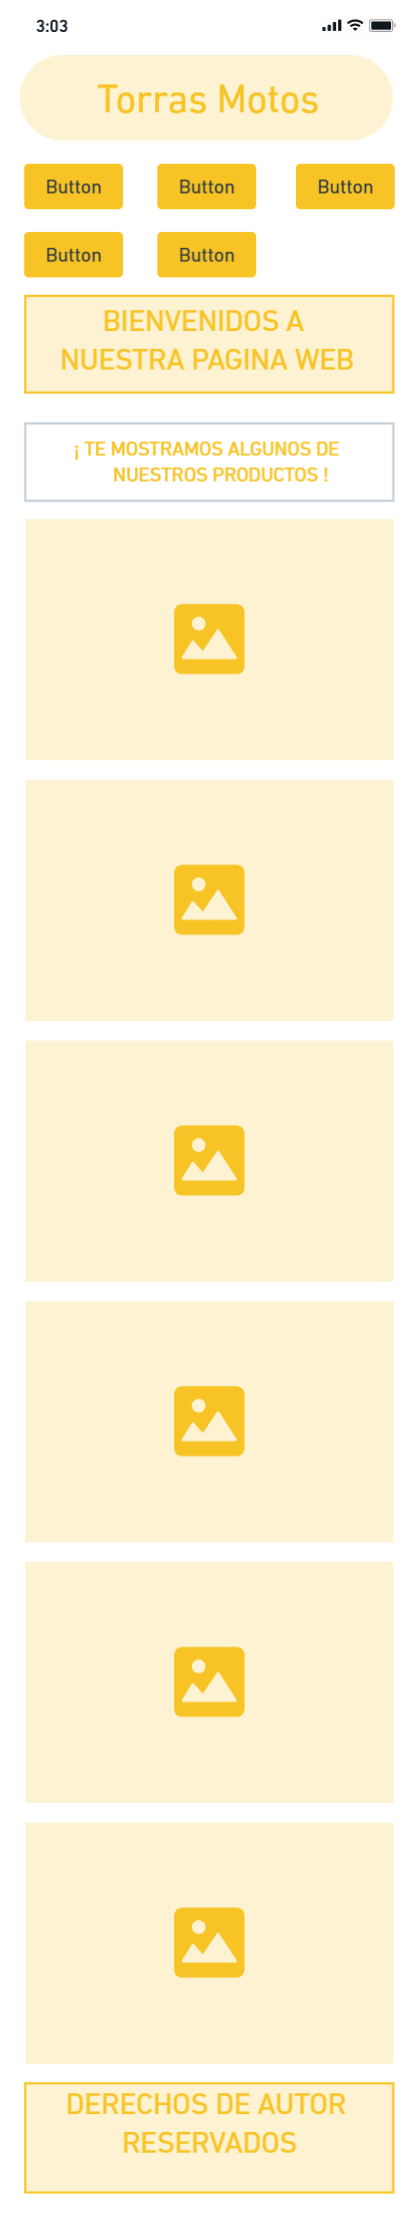 3:03
Torras Motos
Button Button Button
Button Button
BIENVENIDOS A
NUESTRA PAGINA WEB
¡ TE MOSTRAMOS ALGUNOS DE
NUESTROS PRODUCTOS !
DERECHOS DE AUTOR
RESERVADOS